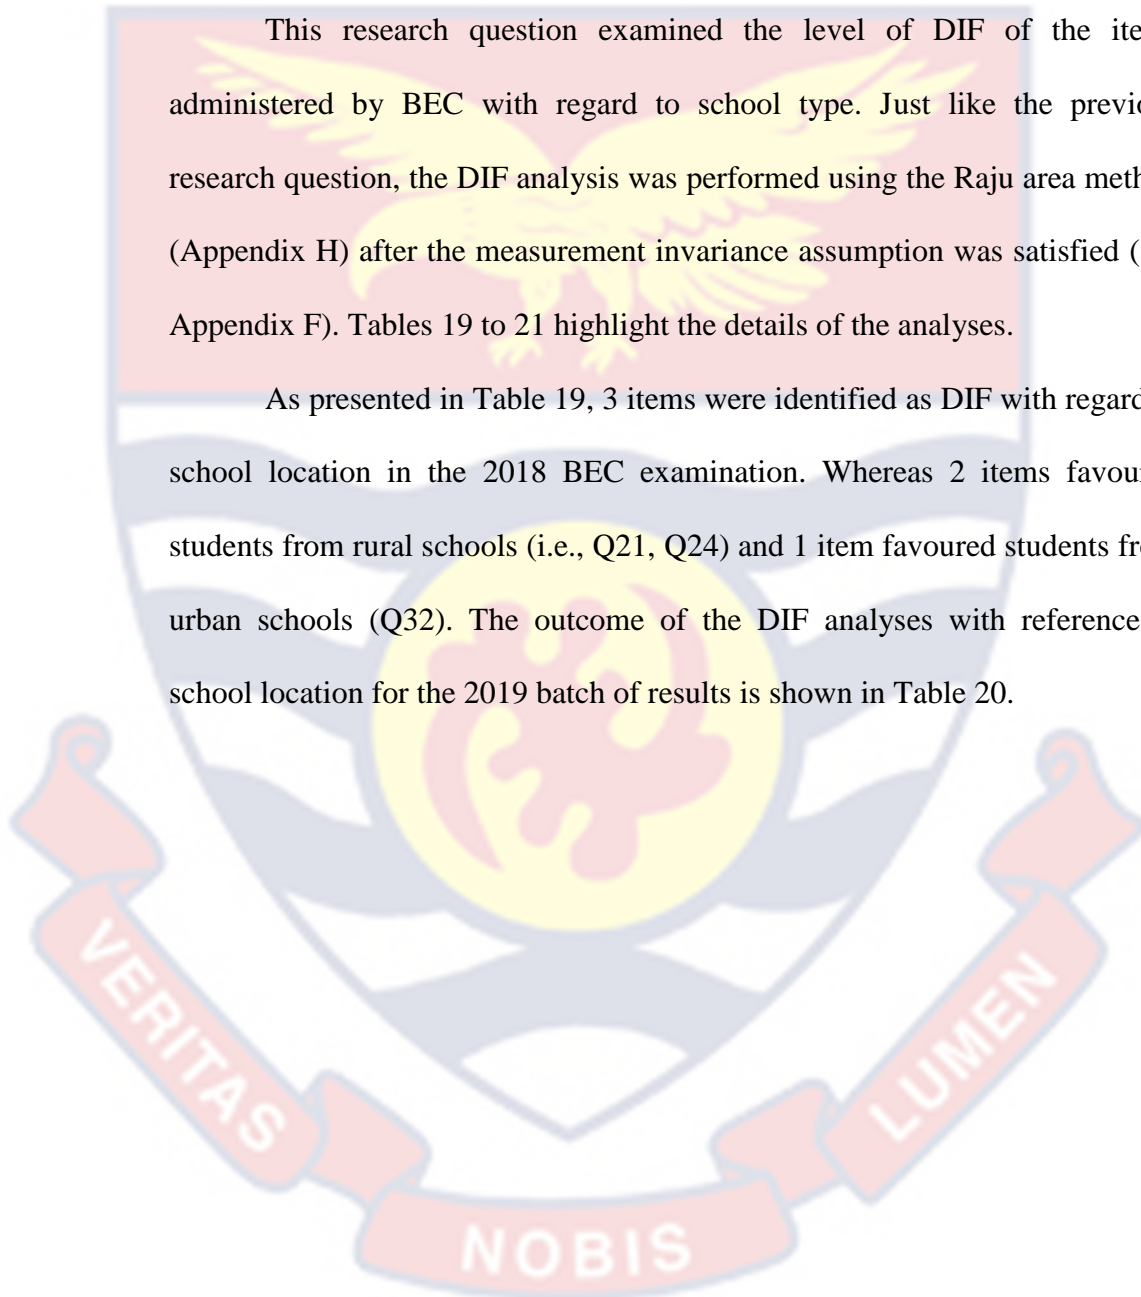 This research question examined the level of DIF of the ite
administered by BEC with regard to school type. Just like the previo
research question, the DIF analysis was performed using the Raju area meth
(Appendix H) after the measurement invariance assumption was satisfied (
Appendix F). Tables 19 to 21 highlight the details of the analyses.
As presented in Table 19, 3 items were identified as DIF with regard
school location in the 2018 BEC examination. Whereas 2 items favour
students from rural schools (i.e., Q21, Q24) and 1 item favoured students fro
urban schools (Q32). The outcome of the DIF analyses with reference
school location for the 2019 batch of results is shown in Table 20.
VERITAS
NOBIS
LUMEN